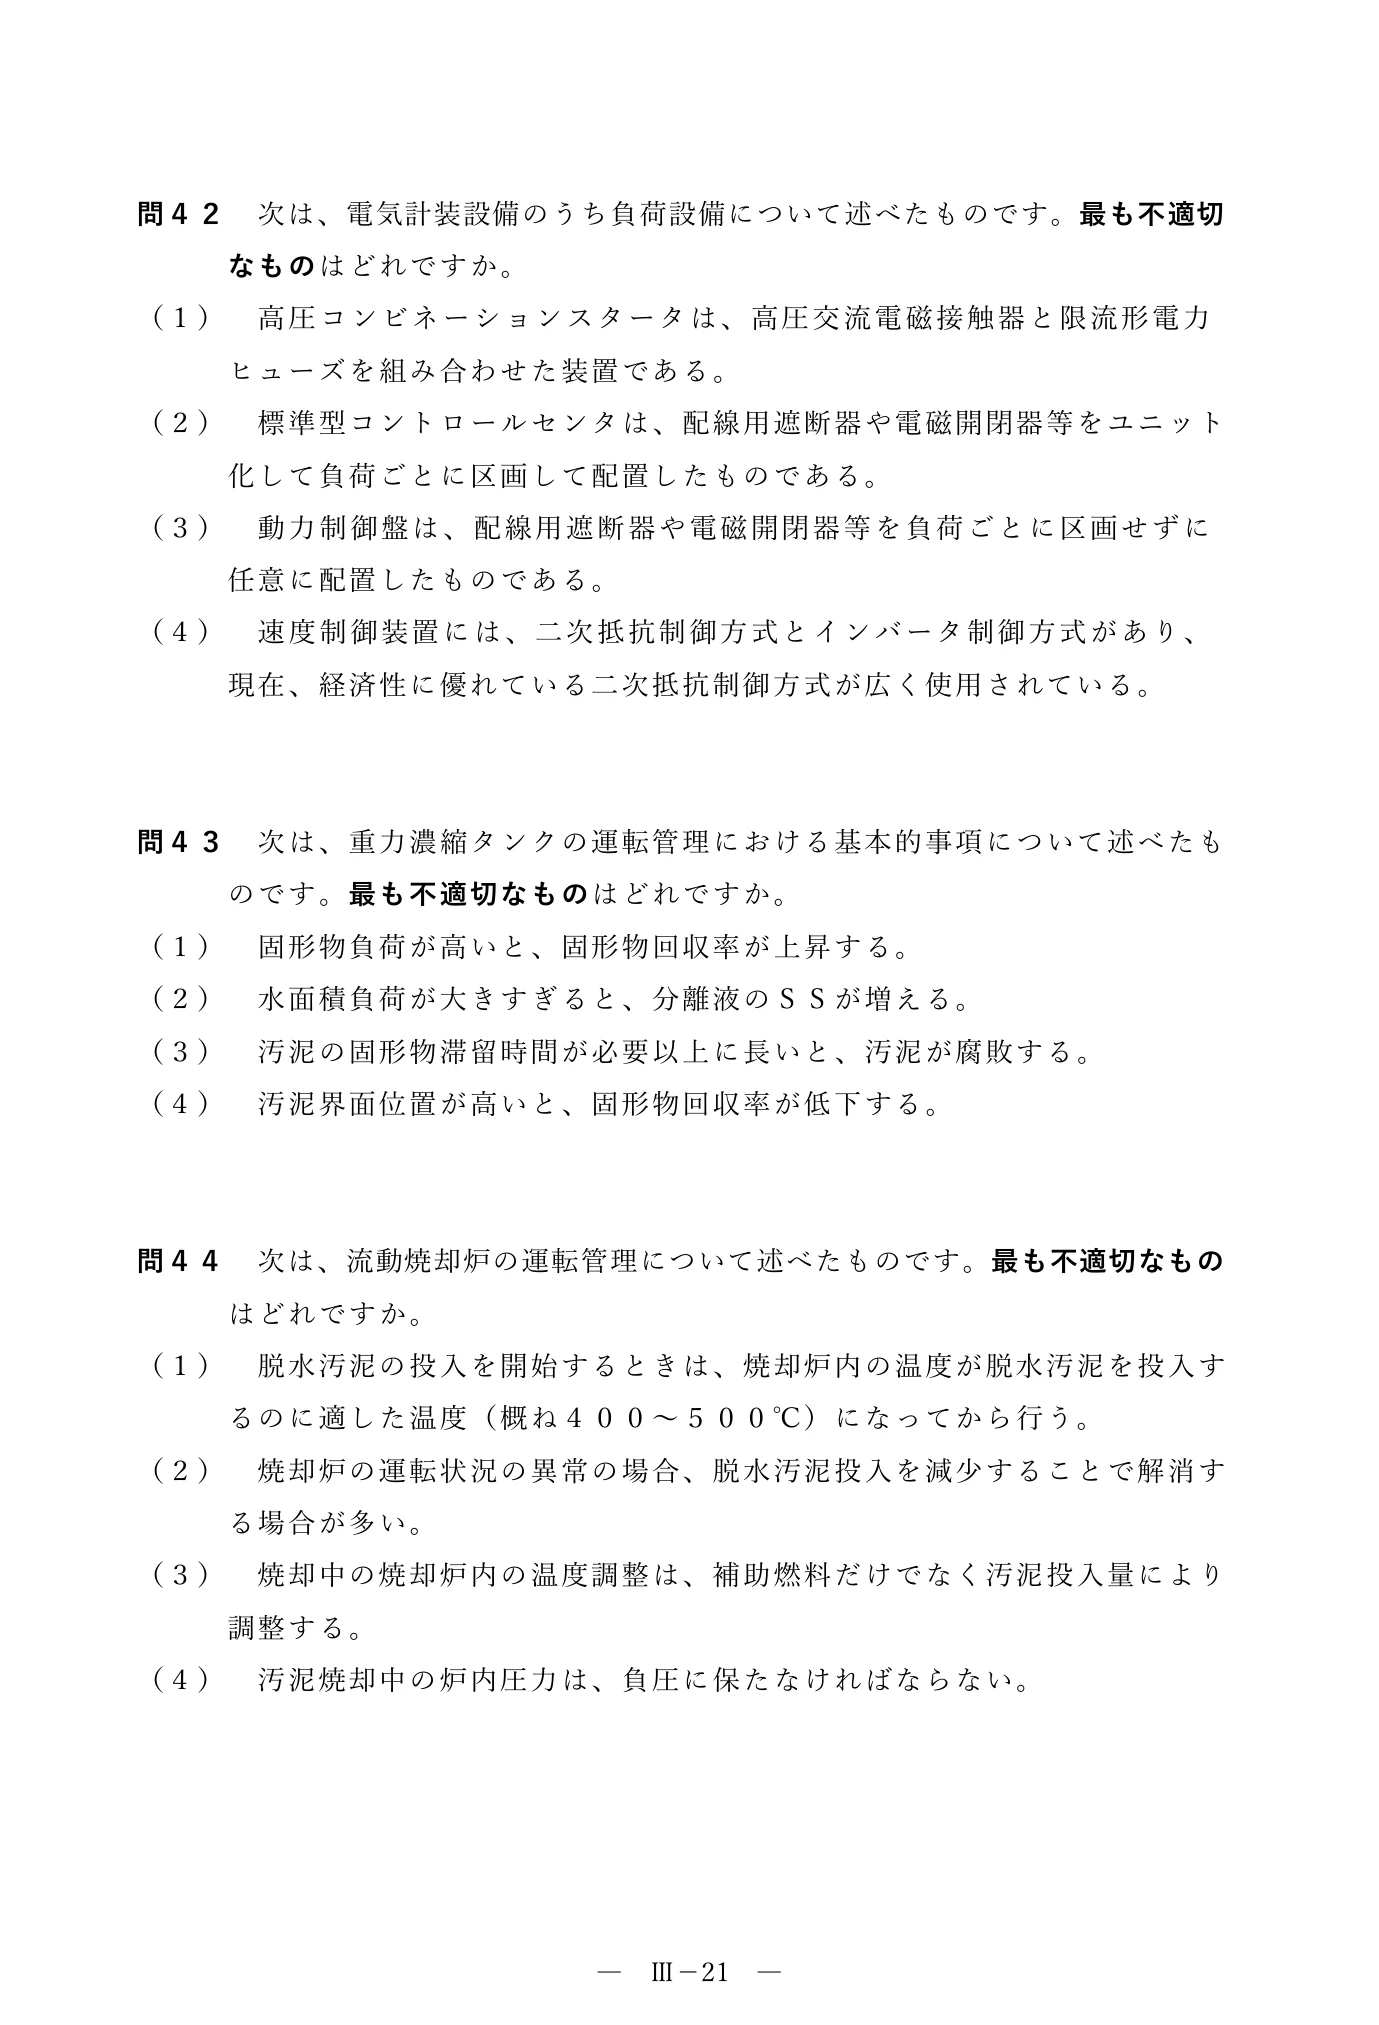 問４２　次は、電気計装設備のうち負荷設備について述べたものです。最も不適切
なものはどれですか。
（１）　高圧コンビネーションスタータは、高圧交流電磁接触器と限流形電力
ヒューズを組み合わせた装置である。
（２）　標準型コントロールセンタは、配線用遮断器や電磁開閉器等をユニット
化して負荷ごとに区画して配置したものである。
（３）　動力制御盤は、配線用遮断器や電磁開閉器等を負荷ごとに区画せずに
任意に配置したものである。
（４）　速度制御装置には、二次抵抗制御方式とインバータ制御方式があり、
現在、経済性に優れている二次抵抗制御方式が広く使用されている。
問４３　次は、重力濃縮タンクの運転管理における基本的事項について述べたも
のです。最も不適切なものはどれですか。
（１）　固形物負荷が高いと、固形物回収率が上昇する。
（２）　水面積負荷が大きすぎると、分離液のＳＳが増える。
（３）　汚泥の固形物滞留時間が必要以上に長いと、汚泥が腐敗する。
（４）　汚泥界面位置が高いと、固形物回収率が低下する。
問４４　次は、流動焼却炉の運転管理について述べたものです。最も不適切なもの
はどれですか。
（１）　脱水汚泥の投入を開始するときは、焼却炉内の温度が脱水汚泥を投入す
るのに適した温度（概ね４００～５００℃）になってから行う。
（２）　焼却炉の運転状況の異常の場合、脱水汚泥投入を減少することで解消す
る場合が多い。
（３）　焼却中の焼却炉内の温度調整は、補助燃料だけでなく汚泥投入量により
調整する。
（４）　汚泥焼却中の炉内圧力は、負圧に保たなければならない。
―　Ⅲ－21　―